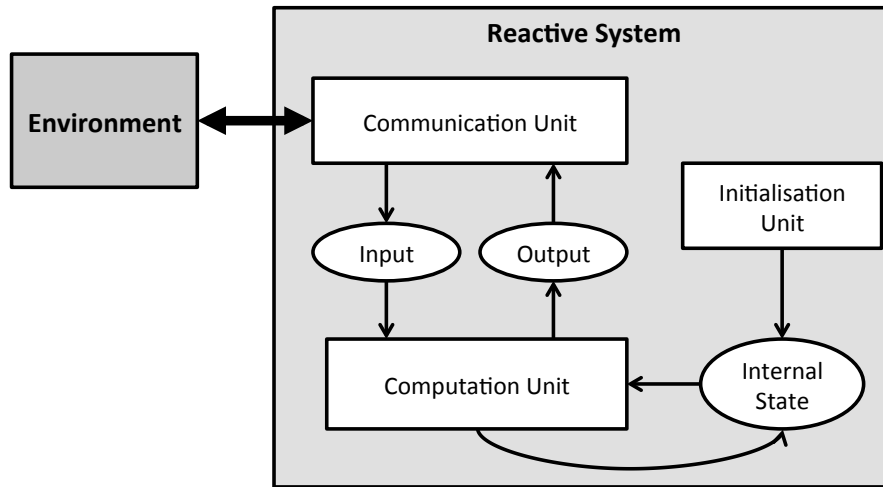 Reactive System
Environment
Communication Unit
Initialisation
Unit
Input
Output
Computation Unit
Internal
State